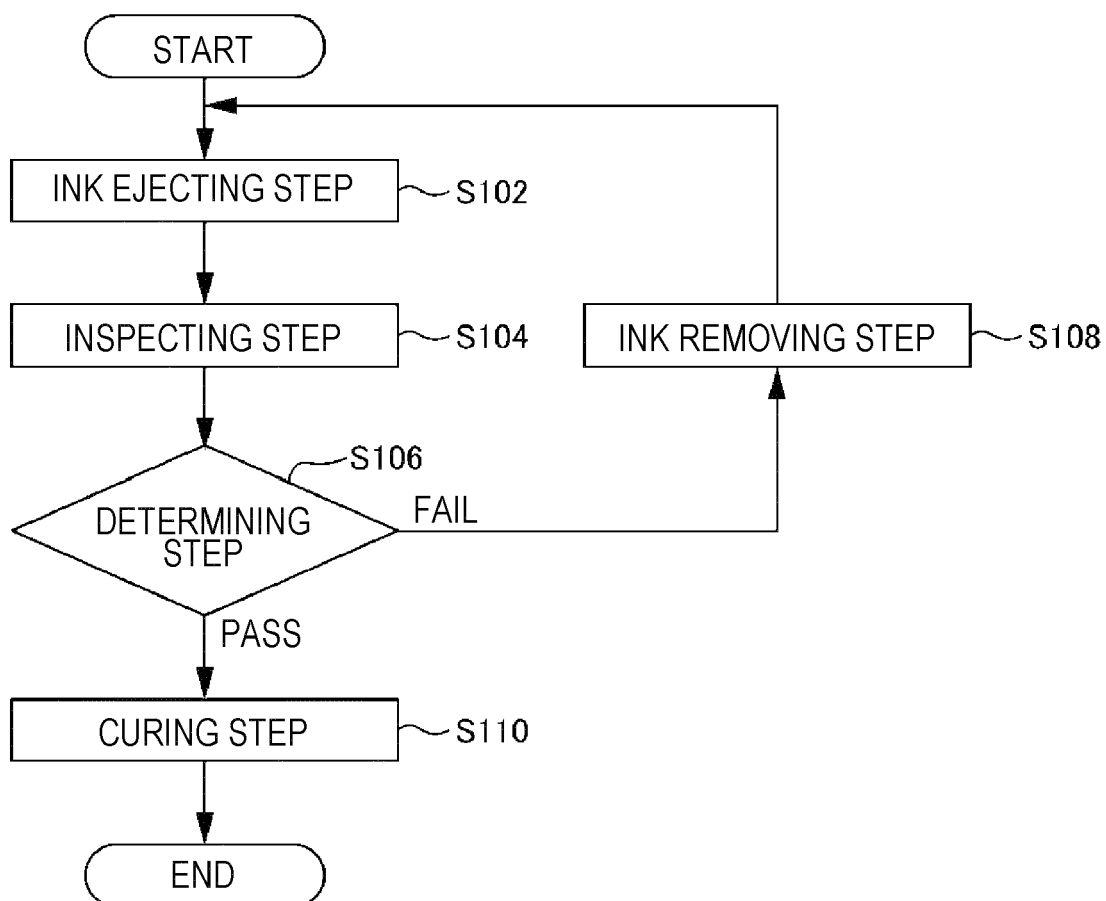 START
INK EJECTING STEP
S102
INSPECTING STEP
S104
INK REMOVING STEP
S108
S106
DETERMINING
STEP
FAIL
PASS
CURING STEP
S110
END